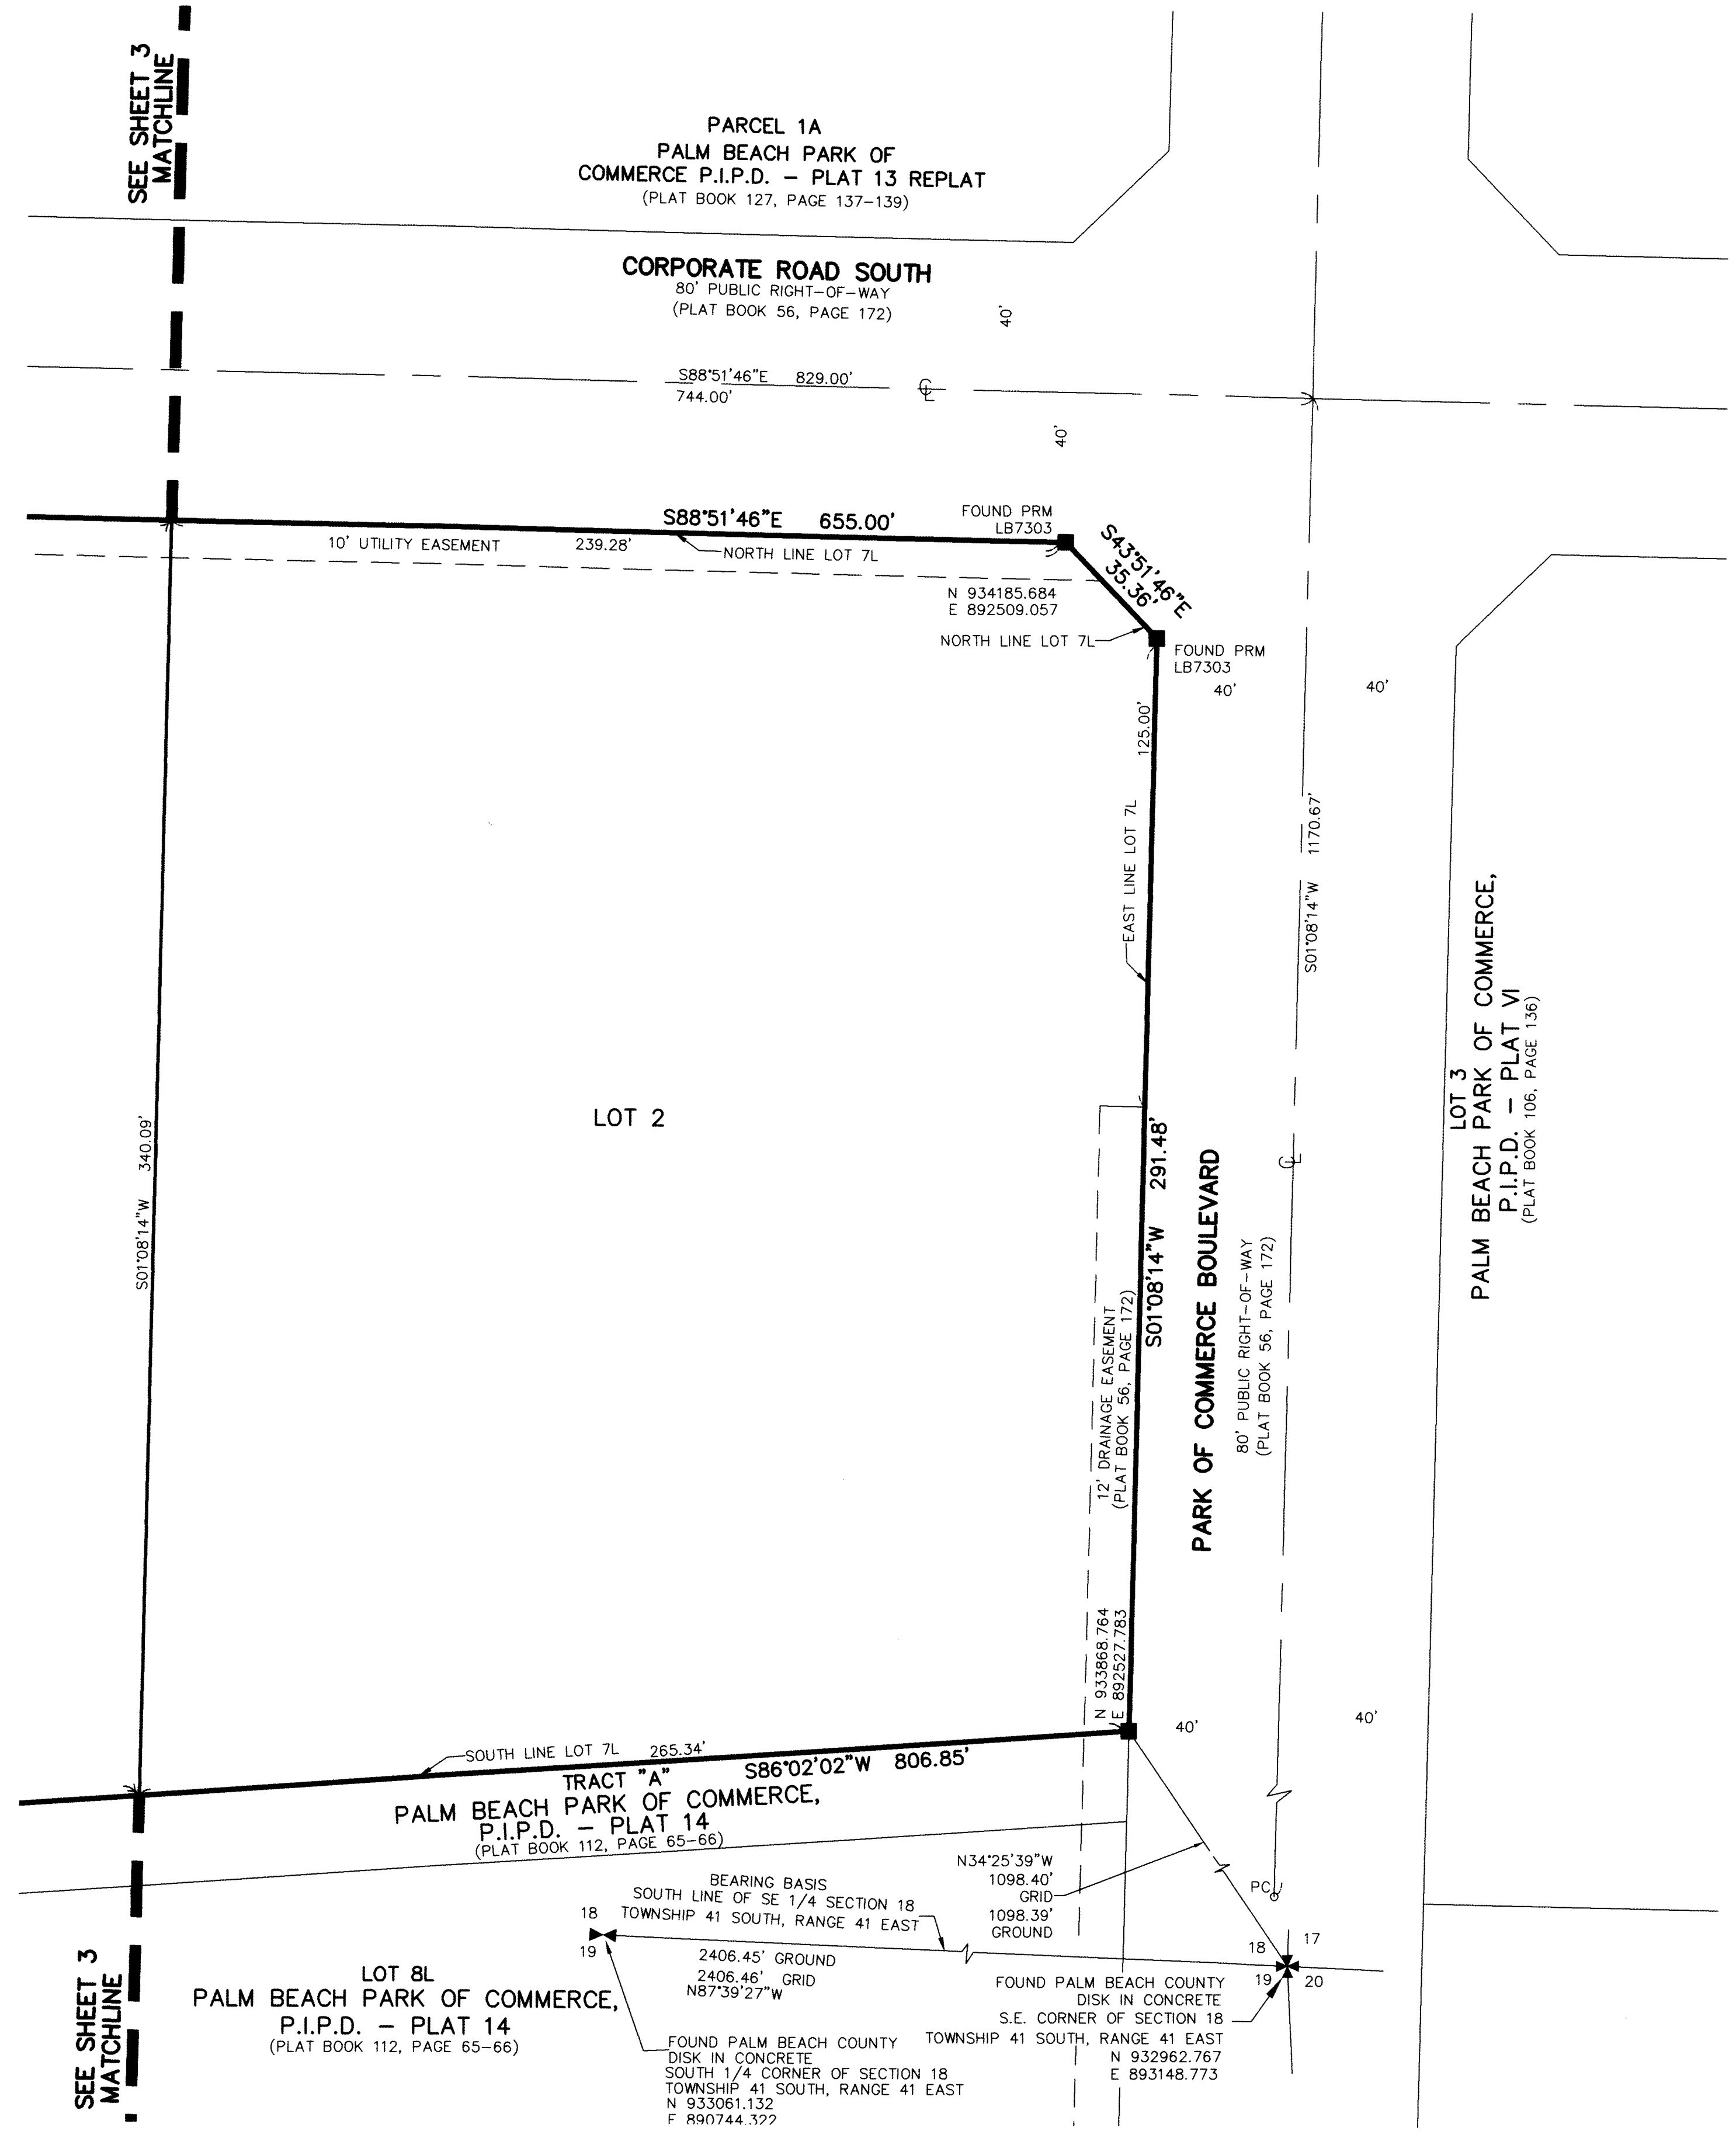 SEE SHEET 3
MATCHLINE
PARCEL 1A
PALM BEACH PARK OF
COMMERCE P.I.P.D. – PLAT 13 REPLAT
(PLAT BOOK 127, PAGE 137–139)
CORPORATE ROAD SOUTH
80' PUBLIC RIGHT–OF–WAY
(PLAT BOOK 56, PAGE 172)
40'
S88°51'46"E 829.00'
744.00'
℄
40'
S88°51'46"E 655.00'
FOUND PRM
LB7303
S43°51'46"E
35.36'
10' UTILITY EASEMENT 239.28'
NORTH LINE LOT 7L
N 934185.684
E 892509.057
NORTH LINE LOT 7L
FOUND PRM
LB7303
40'
40'
125.00'
EAST LINE LOT 7L
S01°08'14"W 1170.67'
LOT 3
PALM BEACH PARK OF COMMERCE,
P.I.P.D. – PLAT VI
(PLAT BOOK 106, PAGE 136)
LOT 2
S01°08'14"W 340.09'
S01°08'14"W 291.48'
℄
PARK OF COMMERCE BOULEVARD
80' PUBLIC RIGHT–OF–WAY
(PLAT BOOK 56, PAGE 172)
12' DRAINAGE EASEMENT
(PLAT BOOK 56, PAGE 172)
N 933868.764
E 892527.783
40'
40'
SOUTH LINE LOT 7L 265.34'
S86°02'02"W 806.85'
TRACT "A"
PALM BEACH PARK OF COMMERCE,
P.I.P.D. – PLAT 14
(PLAT BOOK 112, PAGE 65–66)
N34°25'39"W
1098.40'
GRID
1098.39'
GROUND
PC
BEARING BASIS
SOUTH LINE OF SE 1/4 SECTION 18
TOWNSHIP 41 SOUTH, RANGE 41 EAST
18
19
2406.45' GROUND
2406.46' GRID
N87°39'27"W
18
17
19
20
FOUND PALM BEACH COUNTY
DISK IN CONCRETE
S.E. CORNER OF SECTION 18
TOWNSHIP 41 SOUTH, RANGE 41 EAST
N 932962.767
E 893148.773
SEE SHEET 3
MATCHLINE
LOT 8L
PALM BEACH PARK OF COMMERCE,
P.I.P.D. – PLAT 14
(PLAT BOOK 112, PAGE 65–66)
FOUND PALM BEACH COUNTY
DISK IN CONCRETE
SOUTH 1/4 CORNER OF SECTION 18
TOWNSHIP 41 SOUTH, RANGE 41 EAST
N 933061.132
E 890744.322